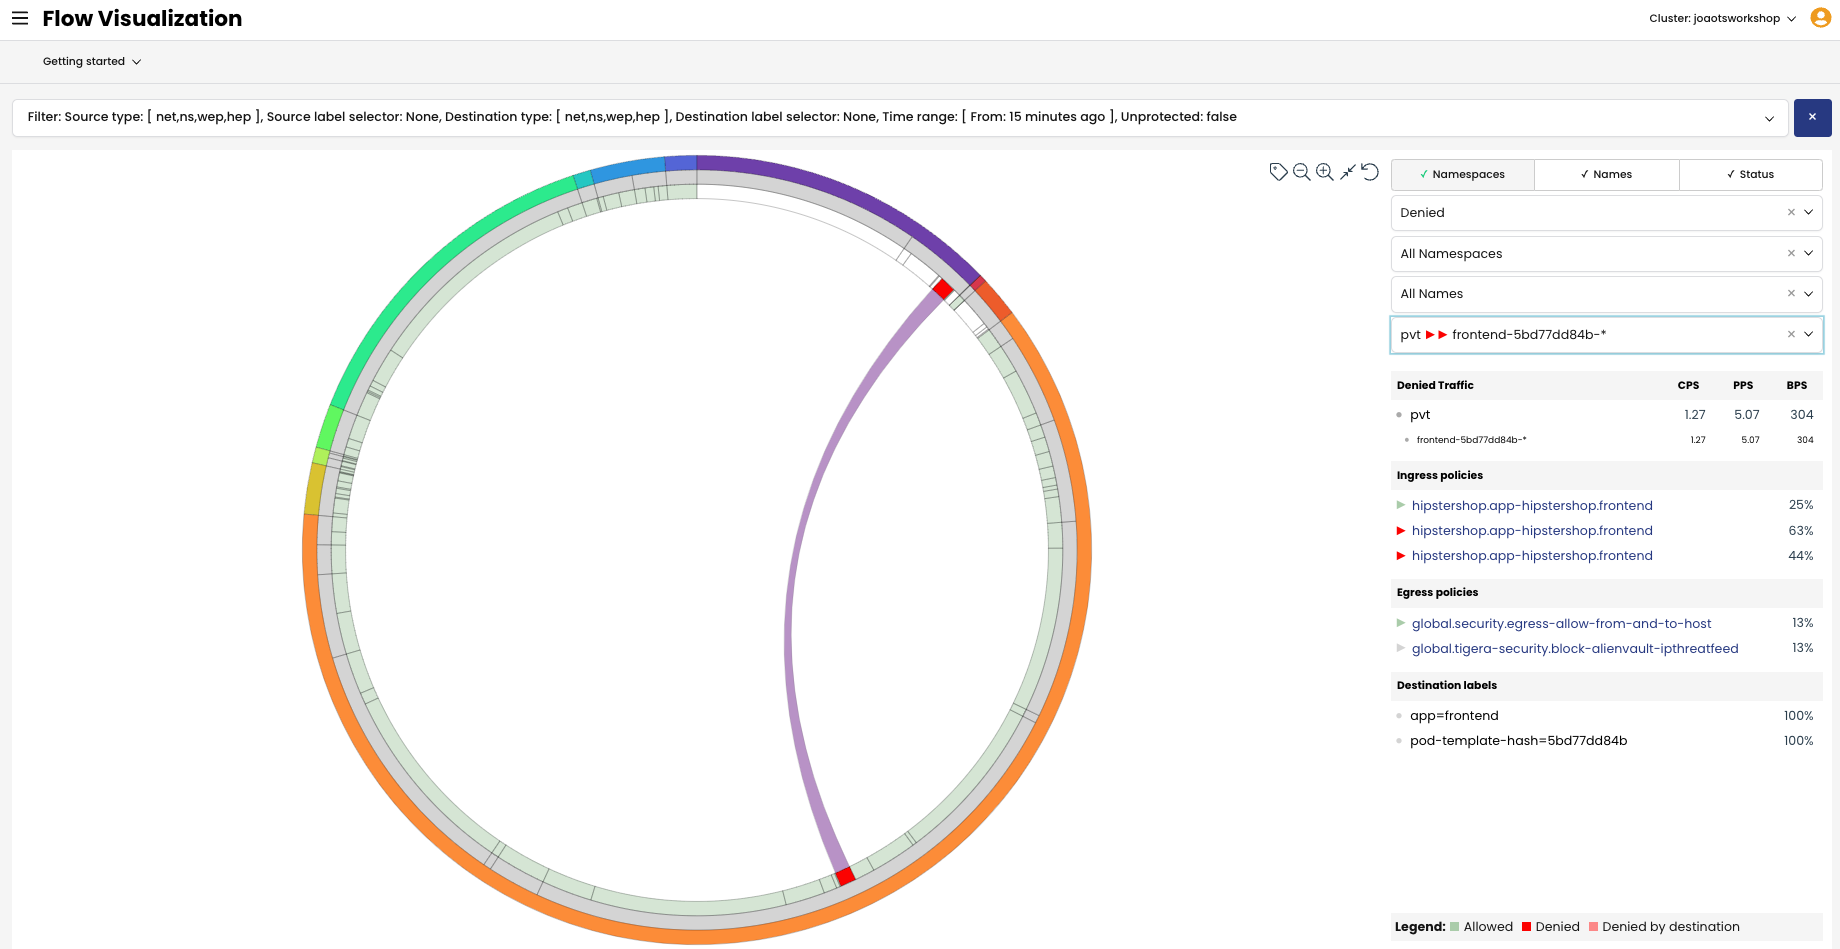 Flow Visualization
Cluster: joaotsworkshop
Getting started
Filter: Source type: [ net,ns,wep,hep ], Source label selector: None, Destination type: [ net,ns,wep,hep ], Destination label selector: None, Time range: [ From: 15 minutes ago ], Unprotected: false
✓ Namespaces ✓ Names ✓ Status
Denied
All Namespaces
All Names
pvt ▶▶ frontend-5bd77dd84b-*
Denied Traffic CPS PPS BPS
pvt 1.27 5.07 304
frontend-5bd77dd84b-* 1.27 5.07 304
Ingress policies
hipstershop.app-hipstershop.frontend 25%
hipstershop.app-hipstershop.frontend 63%
hipstershop.app-hipstershop.frontend 44%
Egress policies
global.security.egress-allow-from-and-to-host 13%
global.tigera-security.block-alienvault-ipthreatfeed 13%
Destination labels
app=frontend 100%
pod-template-hash=5bd77dd84b 100%
Legend: Allowed Denied Denied by destination